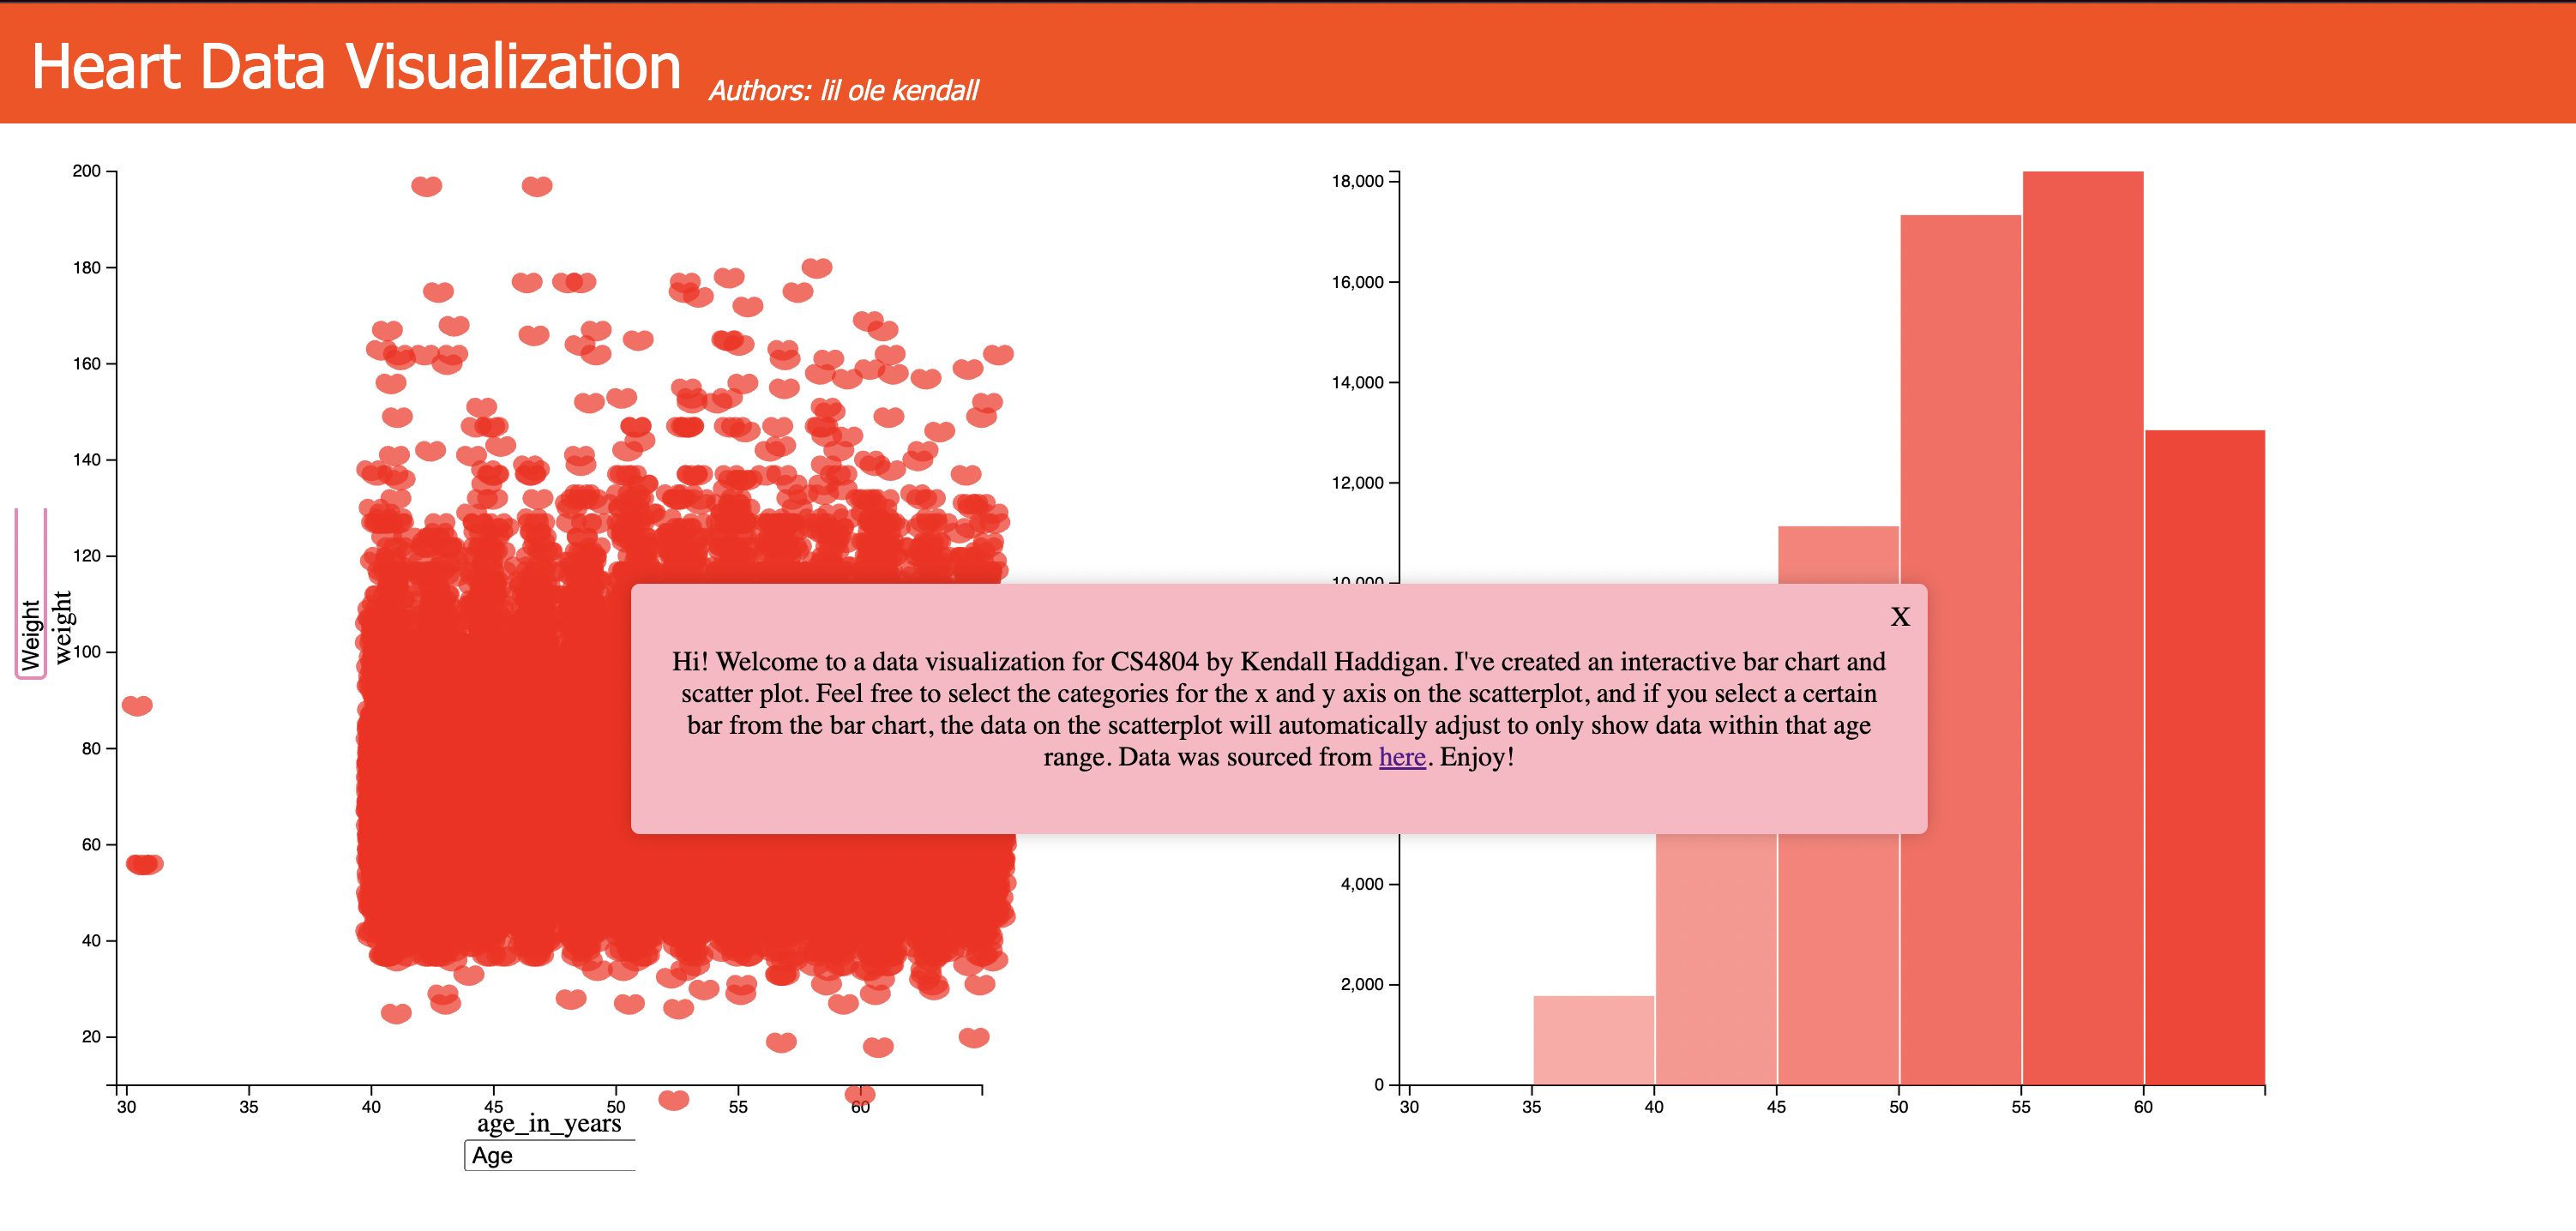 Heart Data Visualization Authors: lil ole kendall
200
180
160
140
120
100
80
60
40
20
Weight
weight
30 35 40 45 50 55 60
age_in_years
Age
18,000
16,000
14,000
12,000
10,000
4,000
2,000
0
30 35 40 45 50 55 60
X
Hi! Welcome to a data visualization for CS4804 by Kendall Haddigan. I've created an interactive bar chart and
scatter plot. Feel free to select the categories for the x and y axis on the scatterplot, and if you select a certain
bar from the bar chart, the data on the scatterplot will automatically adjust to only show data within that age
range. Data was sourced from here. Enjoy!